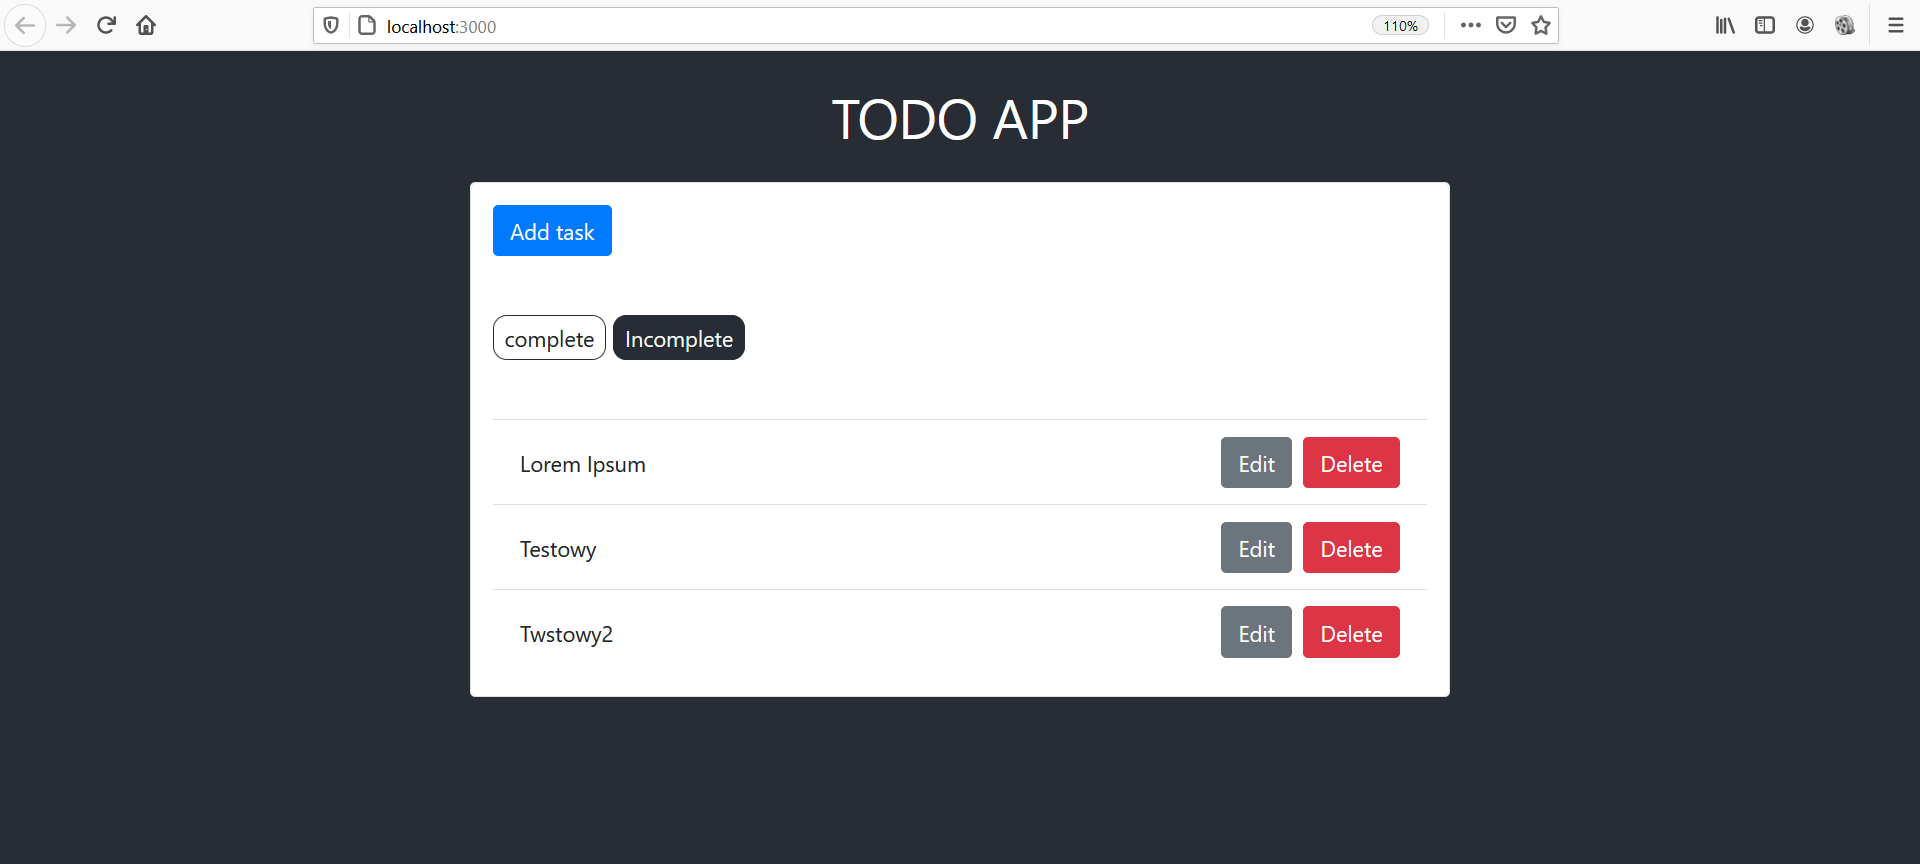 localhost:3000 110%
TODO APP
Add task
complete Incomplete
Lorem Ipsum Edit Delete
Testowy Edit Delete
Twstowy2 Edit Delete